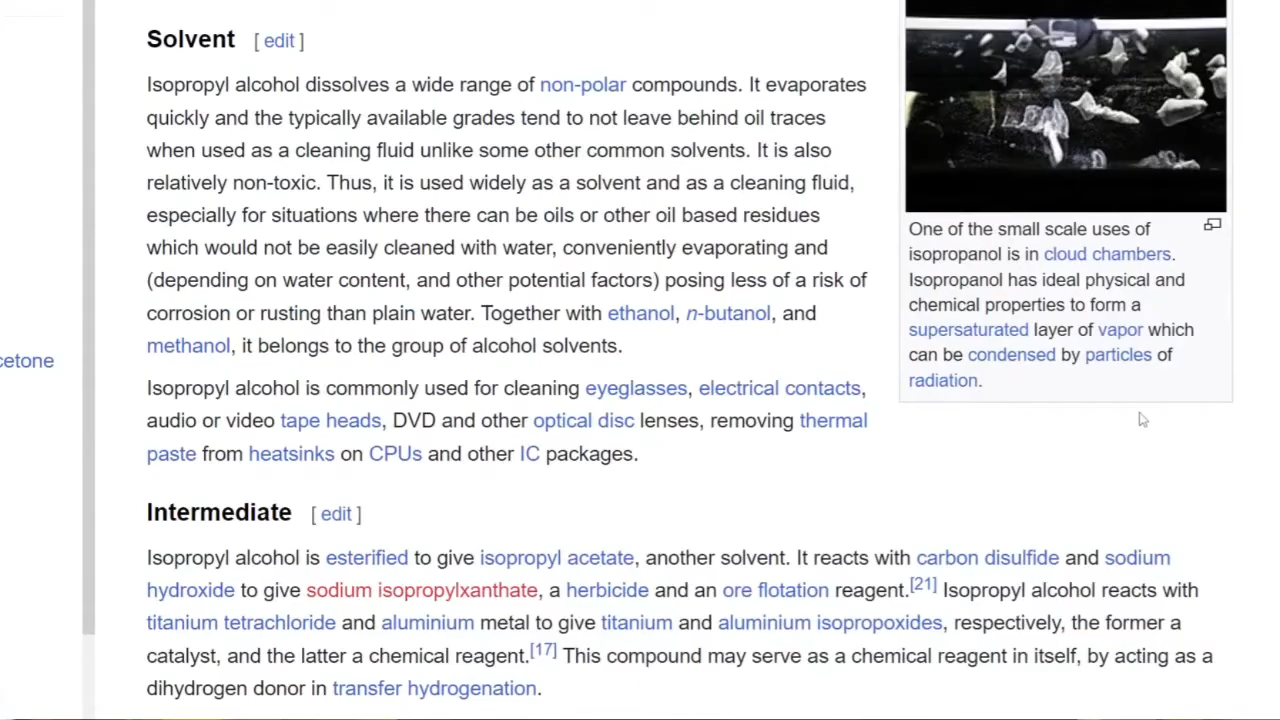 Solvent [ edit ]
Isopropyl alcohol dissolves a wide range of non-polar compounds. It evaporates
quickly and the typically available grades tend to not leave behind oil traces
when used as a cleaning fluid unlike some other common solvents. It is also
relatively non-toxic. Thus, it is used widely as a solvent and as a cleaning fluid,
especially for situations where there can be oils or other oil based residues
which would not be easily cleaned with water, conveniently evaporating and
(depending on water content, and other potential factors) posing less of a risk of
corrosion or rusting than plain water. Together with ethanol, n-butanol, and
methanol, it belongs to the group of alcohol solvents.
Isopropyl alcohol is commonly used for cleaning eyeglasses, electrical contacts,
audio or video tape heads, DVD and other optical disc lenses, removing thermal
paste from heatsinks on CPUs and other IC packages.
One of the small scale uses of
isopropanol is in cloud chambers.
Isopropanol has ideal physical and
chemical properties to form a
supersaturated layer of vapor which
can be condensed by particles of
radiation.
cetone
Intermediate [ edit ]
Isopropyl alcohol is esterified to give isopropyl acetate, another solvent. It reacts with carbon disulfide and sodium
hydroxide to give sodium isopropylxanthate, a herbicide and an ore flotation reagent.[21] Isopropyl alcohol reacts with
titanium tetrachloride and aluminium metal to give titanium and aluminium isopropoxides, respectively, the former a
catalyst, and the latter a chemical reagent.[17] This compound may serve as a chemical reagent in itself, by acting as a
dihydrogen donor in transfer hydrogenation.